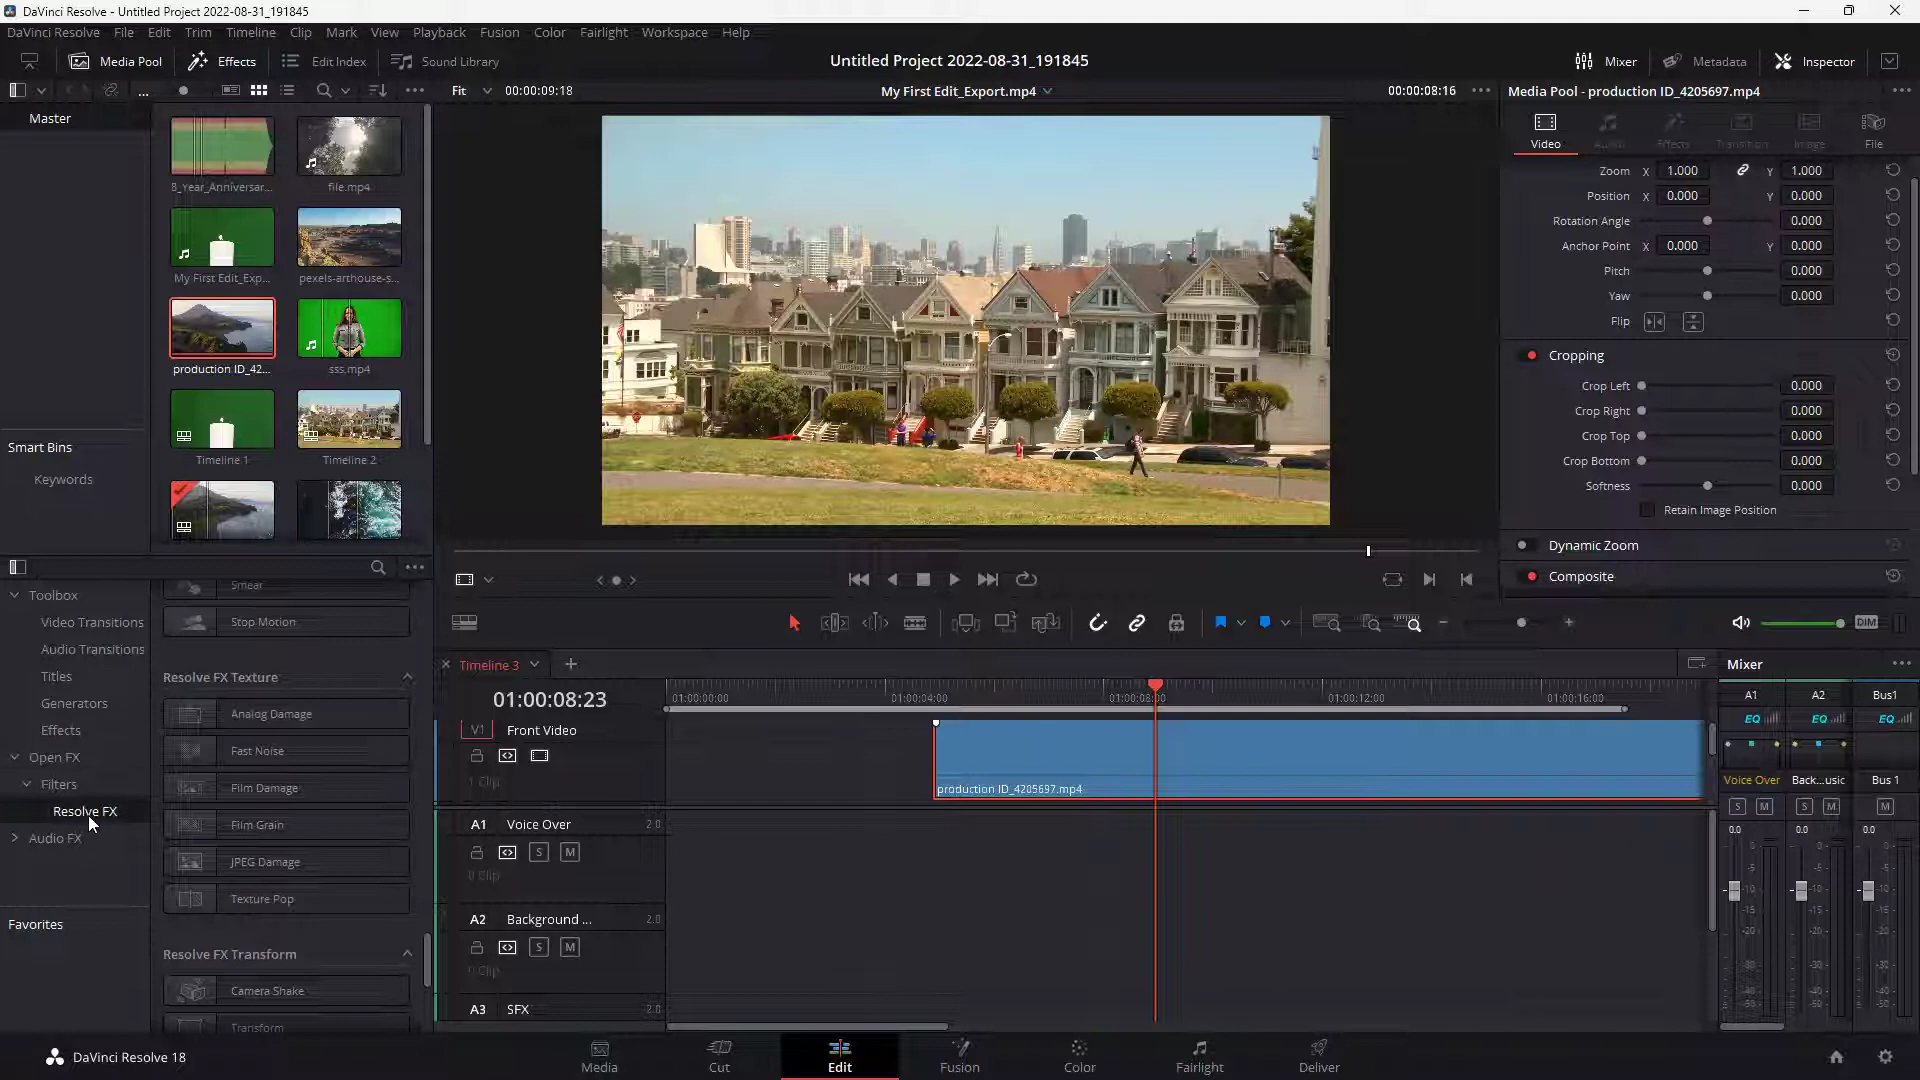 DaVinci Resolve - Untitled Project 2022-08-31_191845
DaVinci Resolve File Edit Trim Timeline Clip Mark View Playback Fusion Color Fairlight Workspace Help
Media Pool Effects Edit Index Sound Library Untitled Project 2022-08-31_191845 Mixer Metadata Inspector
Fit 00:00:09:18 My First Edit_Export.mp4 00:00:08:16 Media Pool - production ID_4205697.mp4
Master
8_Year_Anniversar... file.mp4
My First Edit_Exp... pexels-arthouse-s...
production ID_42... sss.mp4
Timeline 1 Timeline 2
Smart Bins
Keywords
Video Audio Effects Transition Image File
Zoom X 1.000 Y 1.000
Position X 0.000 Y 0.000
Rotation Angle 0.000
Anchor Point X 0.000 Y 0.000
Pitch 0.000
Yaw 0.000
Flip
Cropping
Crop Left 0.000
Crop Right 0.000
Crop Top 0.000
Crop Bottom 0.000
Softness 0.000
Retain Image Position
Dynamic Zoom
Composite
Toolbox
Video Transitions
Audio Transitions
Titles
Generators
Effects
Open FX
Filters
Resolve FX
Audio FX
Favorites
Smear
Stop Motion
Resolve FX Texture
Analog Damage
Fast Noise
Film Damage
Film Grain
JPEG Damage
Texture Pop
Resolve FX Transform
Camera Shake
Transform
DIM
Timeline 3
01:00:08:23 01:00:00:00 01:00:04:00 01:00:08:00 01:00:12:00 01:00:16:00
V1 Front Video
1 Clip
production ID_4205697.mp4
A1 Voice Over 2.0
S M
0 Clip
A2 Background ... 2.0
S M
0 Clip
A3 SFX 2.0
Mixer
A1 A2 Bus1
EQ EQ EQ
Voice Over Back...usic Bus 1
S M S M M
0.0 0.0 0.0
DaVinci Resolve 18
Media Cut Edit Fusion Color Fairlight Deliver